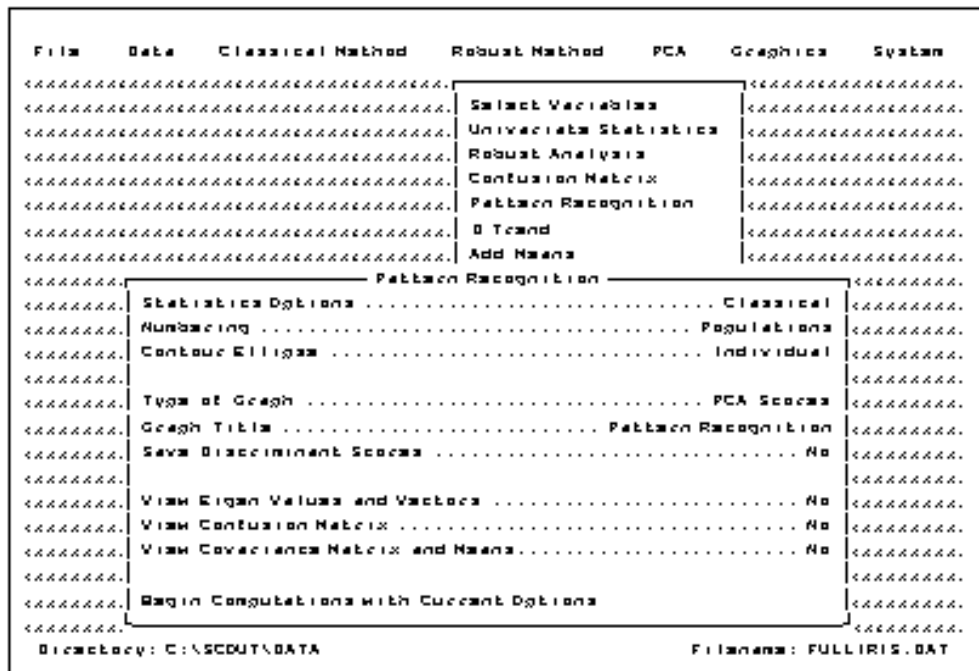 File Data Classical Method Robust Method PCA Graphics System
Select Variables
Univariate Statistics
Robust Analysis
Confusion Matrix
Pattern Recognition
D Trend
Add Means
Pattern Recognition
Statistics Options ........................................ Classical
Numbering .................................................. Populations
Contour Ellipse ........................................... Individual
Type of Graph ............................................. PCA Scores
Graph Title ............................. Pattern Recognition
Save Discriminant Scores .................................... No
View Eigen Values and Vectors ............................... No
View Confusion Matrix ....................................... No
View Covariance Matrix and Means............................. No
Begin Computations with Current Options
Directory: C:\SCOUT\DATA Filename: FULLIRIS.DAT